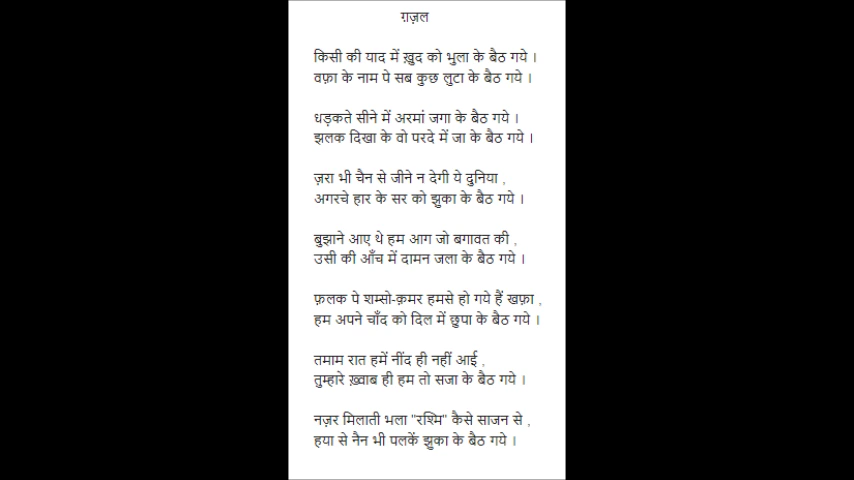 ग़ज़ल
किसी की याद में ख़ुद को भुला के बैठ गये ।
वफ़ा के नाम पे सब कुछ लुटा के बैठ गये ।
धड़कते सीने में अरमां जगा के बैठ गये ।
झलक दिखा के वो परदे में जा के बैठ गये ।
ज़रा भी चैन से जीने न देगी ये दुनिया ,
अगरचे हार के सर को झुका के बैठ गये ।
बुझाने आए थे हम आग जो बगावत की ,
उसी की आँच में दामन जला के बैठ गये ।
फ़लक पे शम्सो-क़मर हमसे हो गये हैं खफ़ा ,
हम अपने चाँद को दिल में छुपा के बैठ गये ।
तमाम रात हमें नींद ही नहीं आई ,
तुम्हारे ख़्वाब ही हम तो सजा के बैठ गये ।
नज़र मिलाती भला "रश्मि" कैसे साजन से ,
हया से नैन भी पलकें झुका के बैठ गये ।